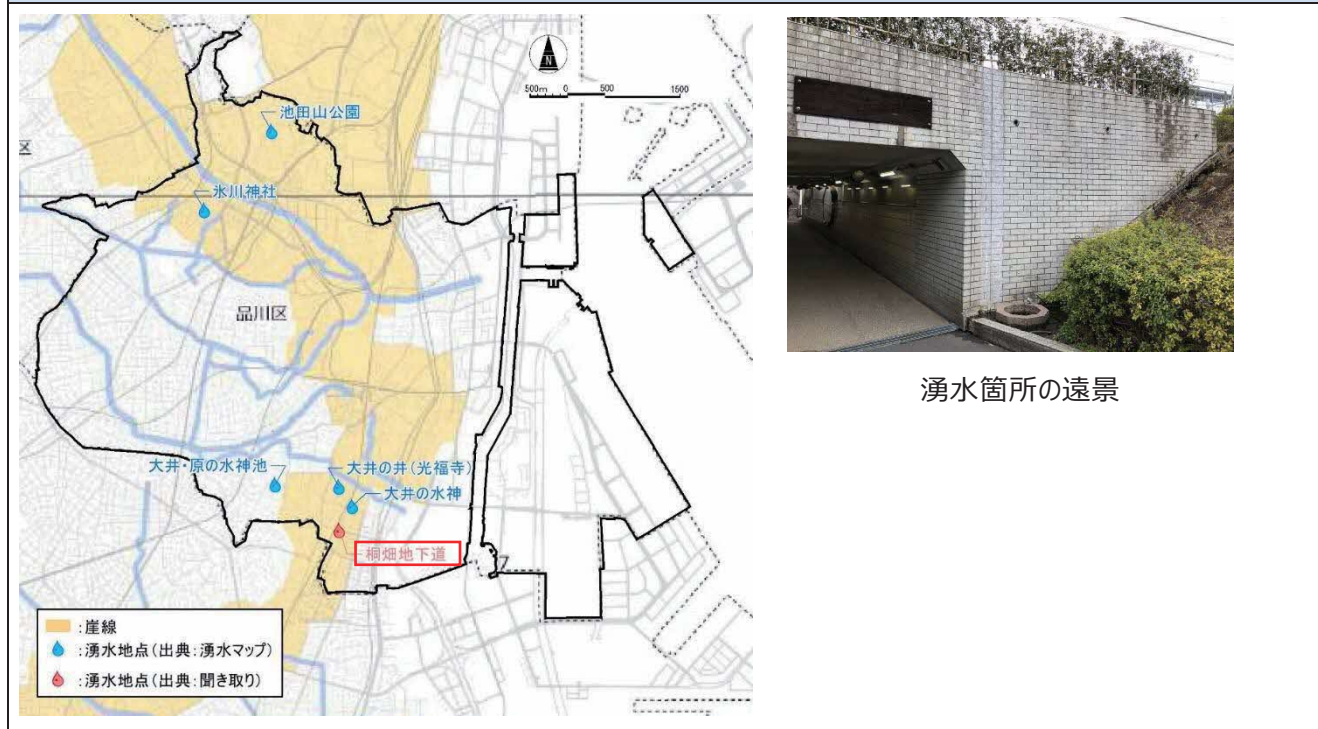 N
500m 0 500 1500
池田山公園
区
氷川神社
品川区
大井・原の水神池
大井の井(光福寺)
大井の水神
桐畑地下道
:崖線
:湧水地点(出典:湧水マップ)
:湧水地点(出典:聞き取り)
湧水箇所の遠景